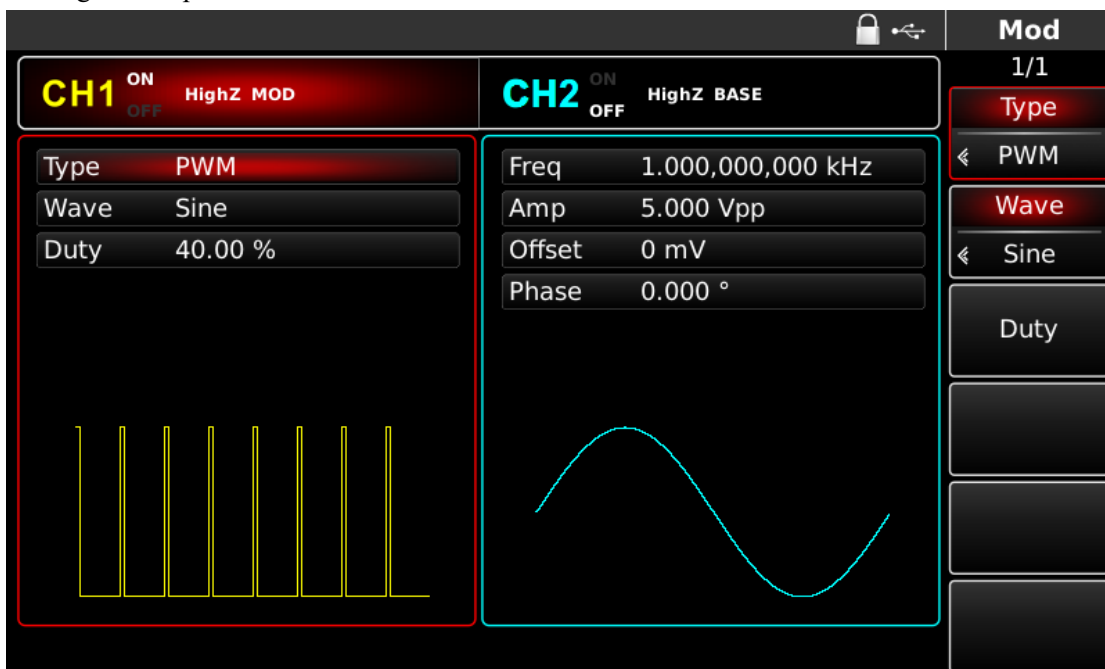 Mod
1/1
CH1 ON OFF HighZ MOD
CH2 ON OFF HighZ BASE
Type PWM
Wave Sine
Duty 40.00 %
Freq 1.000,000,000 kHz
Amp 5.000 Vpp
Offset 0 mV
Phase 0.000 °
Type
PWM
Wave
Sine
Duty